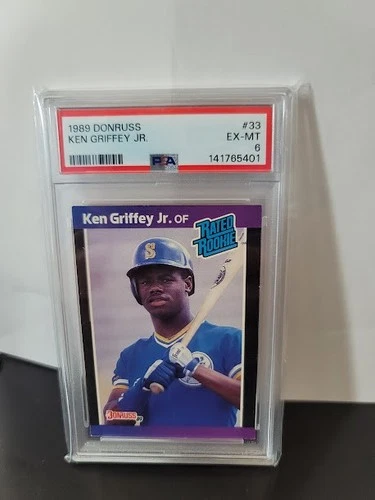 1989 DONRUSS #33
KEN GRIFFEY JR. EX-MT
PSA 6
141765401
Ken Griffey Jr. OF
RATED
ROOKIE
S
DONRUSS